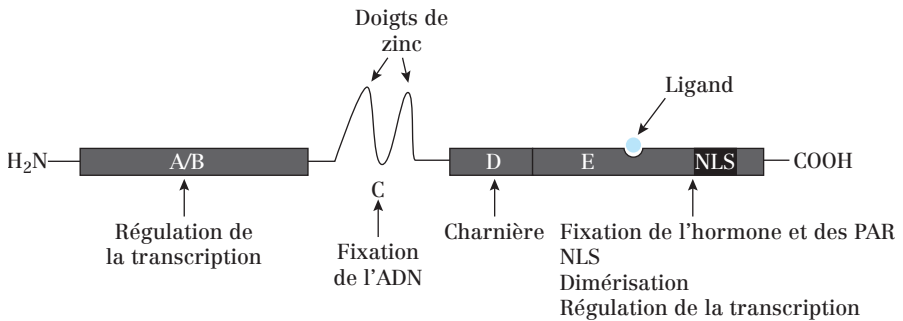 Doigts de
zinc
Ligand
H₂N
A/B
D
E
NLS
COOH
C
Régulation de
la transcription
Fixation
de l'ADN
Charnière
Fixation de l'hormone et des PAR
NLS
Dimérisation
Régulation de la transcription